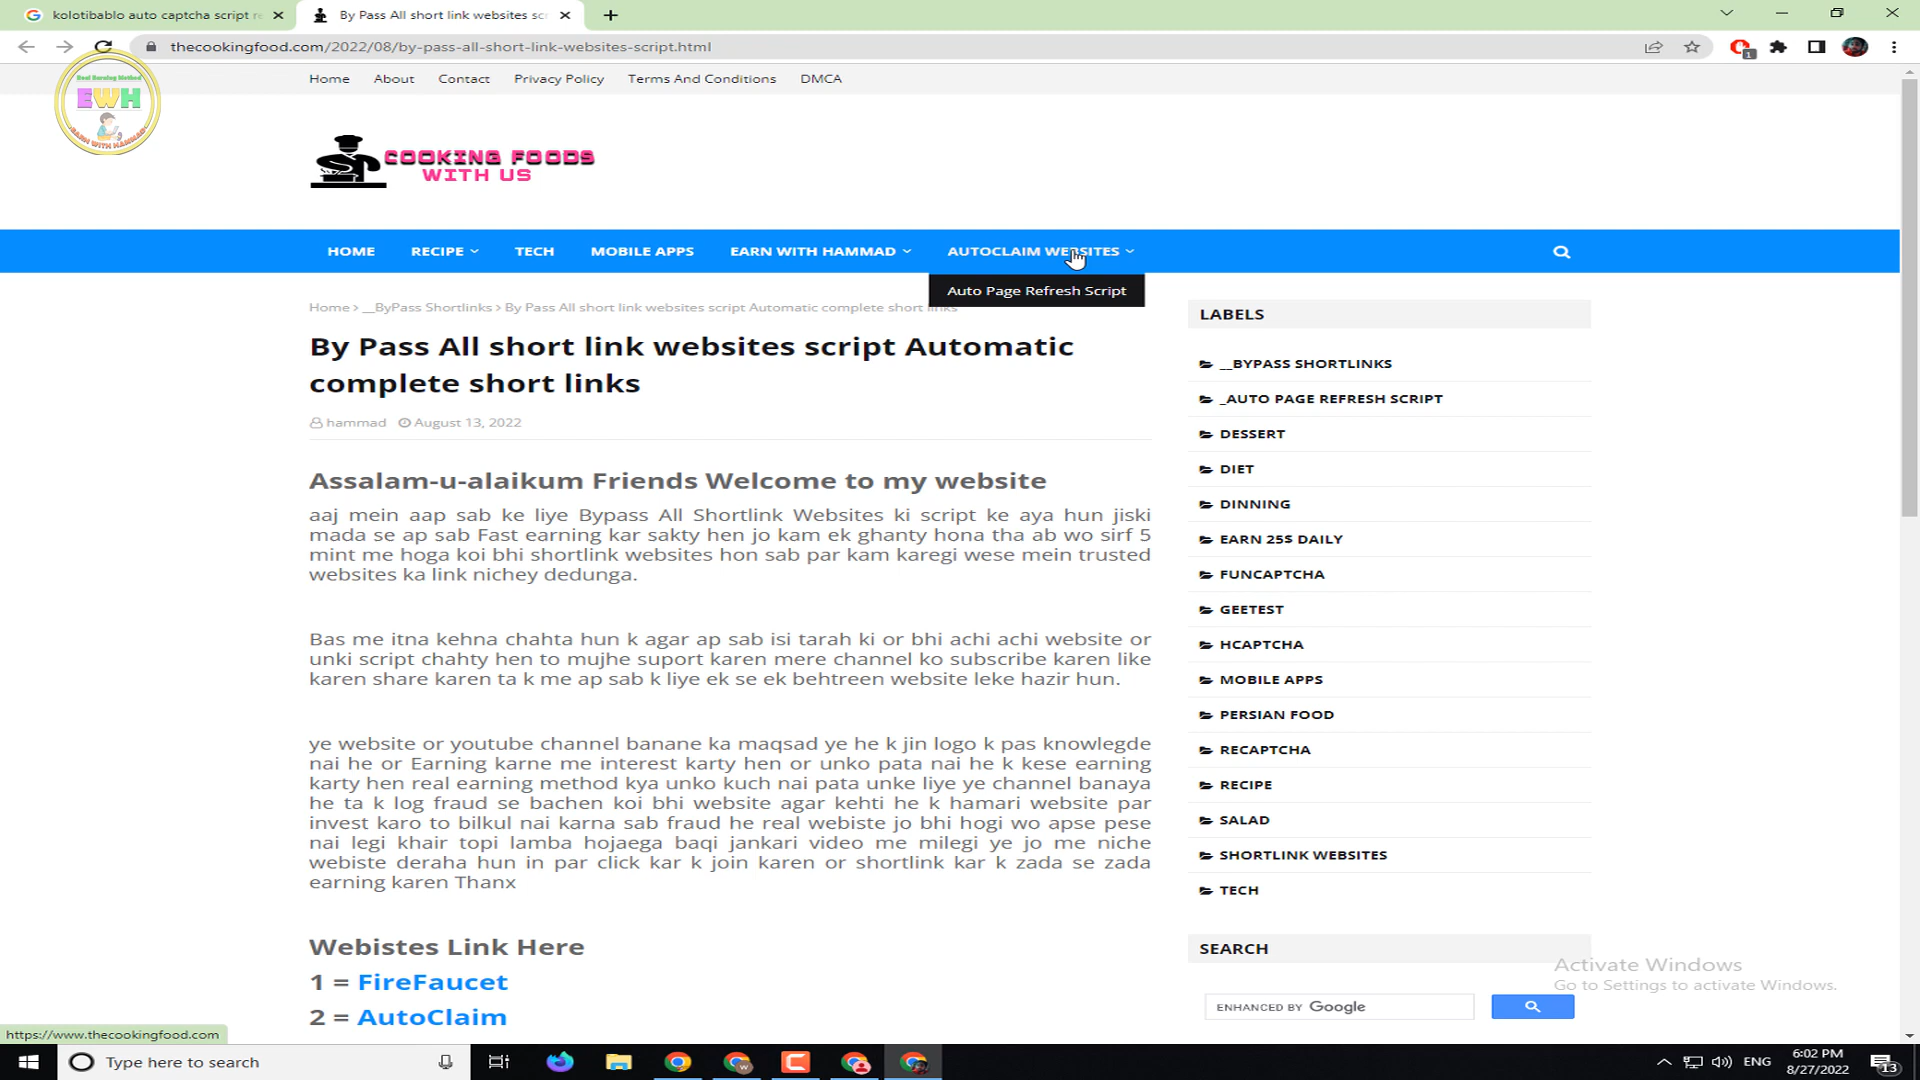 kolotibablo auto captcha script re
By Pass All short link websites scr
thecookingfood.com/2022/08/by-pass-all-short-link-websites-script.html
1
Home About Contact Privacy Policy Terms And Conditions DMCA
Real Earning Method
EWH
EARN WITH HAMMAD
COOKING FOODS
WITH US
HOME RECIPE TECH MOBILE APPS EARN WITH HAMMAD AUTOCLAIM WEBSITES
Auto Page Refresh Script
Home > __ByPass Shortlinks > By Pass All short link websites script Automatic complete short links
By Pass All short link websites script Automatic
complete short links
hammad August 13, 2022
Assalam-u-alaikum Friends Welcome to my website
aaj mein aap sab ke liye Bypass All Shortlink Websites ki script ke aya hun jiski
mada se ap sab Fast earning kar sakty hen jo kam ek ghanty hona tha ab wo sirf 5
mint me hoga koi bhi shortlink websites hon sab par kam karegi wese mein trusted
websites ka link nichey dedunga.
Bas me itna kehna chahta hun k agar ap sab isi tarah ki or bhi achi achi website or
unki script chahty hen to mujhe suport karen mere channel ko subscribe karen like
karen share karen ta k me ap sab k liye ek se ek behtreen website leke hazir hun.
ye website or youtube channel banane ka maqsad ye he k jin logo k pas knowlegde
nai he or Earning karne me interest karty hen or unko pata nai he k kese earning
karty hen real earning method kya unko kuch nai pata unke liye ye channel banaya
he ta k log fraud se bachen koi bhi website agar kehti he k hamari website par
invest karo to bilkul nai karna sab fraud he real webiste jo bhi hogi wo apse pese
nai legi khair topi lamba hojaega baqi jankari video me milegi ye jo me niche
webiste deraha hun in par click kar k join karen or shortlink kar k zada se zada
earning karen Thanx
Webistes Link Here
1 = FireFaucet
2 = AutoClaim
LABELS
__BYPASS SHORTLINKS
_AUTO PAGE REFRESH SCRIPT
DESSERT
DIET
DINNING
EARN 25$ DAILY
FUNCAPTCHA
GEETEST
HCAPTCHA
MOBILE APPS
PERSIAN FOOD
RECAPTCHA
RECIPE
SALAD
SHORTLINK WEBSITES
TECH
SEARCH
ENHANCED BY Google
Activate Windows
Go to Settings to activate Windows.
https://www.thecookingfood.com
Type here to search
ENG
6:02 PM
8/27/2022
13